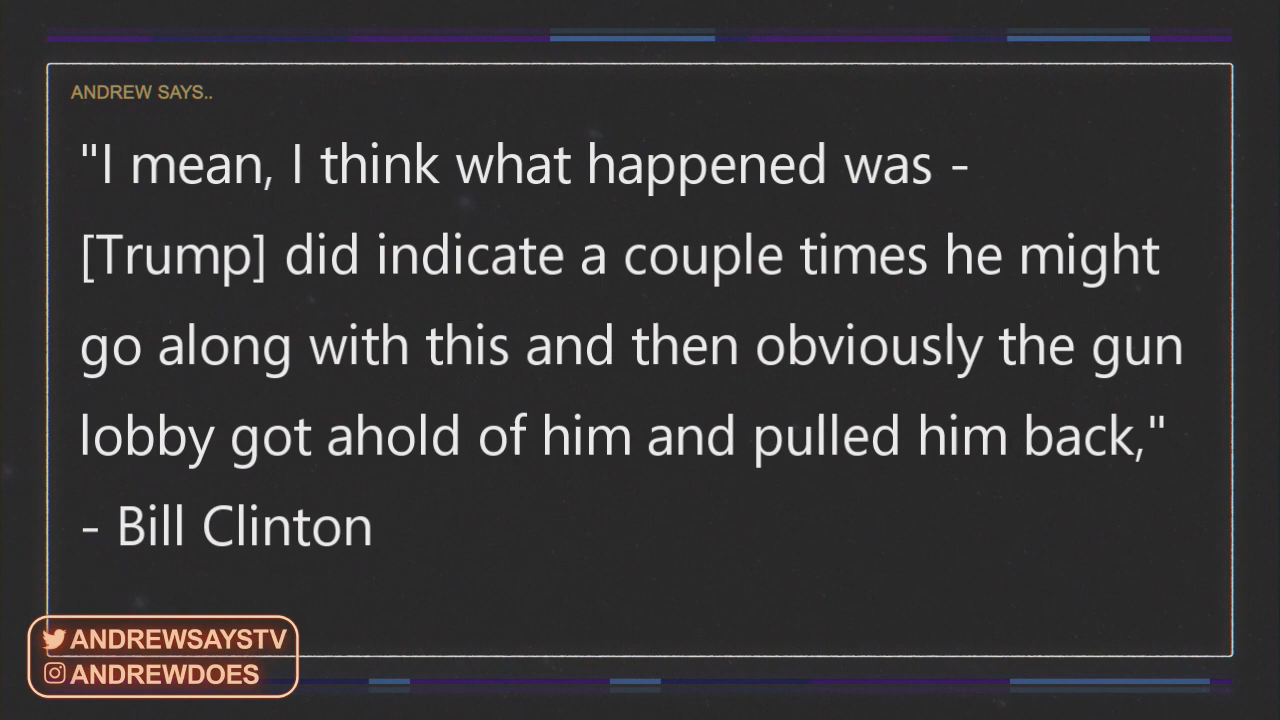 ANDREW SAYS..
"I mean, I think what happened was -
[Trump] did indicate a couple times he might
go along with this and then obviously the gun
lobby got ahold of him and pulled him back,"
- Bill Clinton
ANDREWSAYSTV
ANDREWDOES